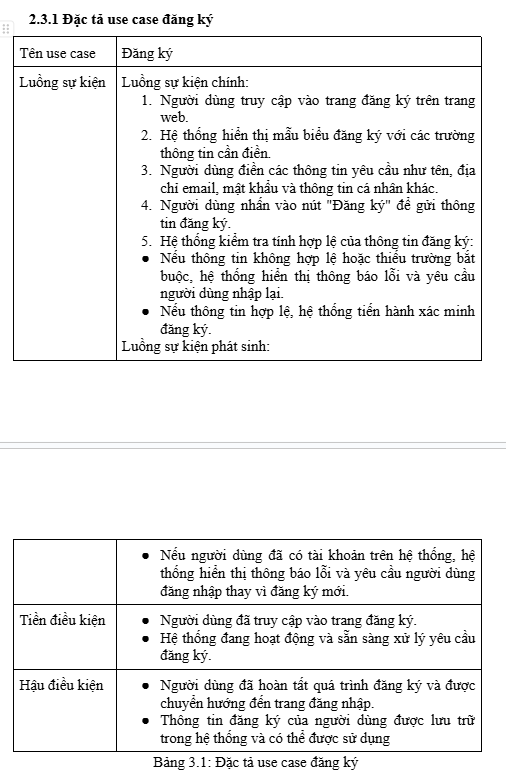 2.3.1 Đặc tả use case đăng ký
Tên use case Đăng ký
Luồng sự kiện Luồng sự kiện chính:
1. Người dùng truy cập vào trang đăng ký trên trang
web.
2. Hệ thống hiển thị mẫu biểu đăng ký với các trường
thông tin cần điền.
3. Người dùng điền các thông tin yêu cầu như tên, địa
chỉ email, mật khẩu và thông tin cá nhân khác.
4. Người dùng nhấn vào nút "Đăng ký" để gửi thông
tin đăng ký.
5. Hệ thống kiểm tra tính hợp lệ của thông tin đăng ký:
● Nếu thông tin không hợp lệ hoặc thiếu trường bắt
buộc, hệ thống hiển thị thông báo lỗi và yêu cầu
người dùng nhập lại.
● Nếu thông tin hợp lệ, hệ thống tiến hành xác minh
đăng ký.
Luồng sự kiện phát sinh:
● Nếu người dùng đã có tài khoản trên hệ thống, hệ
thống hiển thị thông báo lỗi và yêu cầu người dùng
đăng nhập thay vì đăng ký mới.
Tiền điều kiện ● Người dùng đã truy cập vào trang đăng ký.
● Hệ thống đang hoạt động và sẵn sàng xử lý yêu cầu
đăng ký.
Hậu điều kiện ● Người dùng đã hoàn tất quá trình đăng ký và được
chuyển hướng đến trang đăng nhập.
● Thông tin đăng ký của người dùng được lưu trữ
trong hệ thống và có thể được sử dụng
Bảng 3.1: Đặc tả use case đăng ký